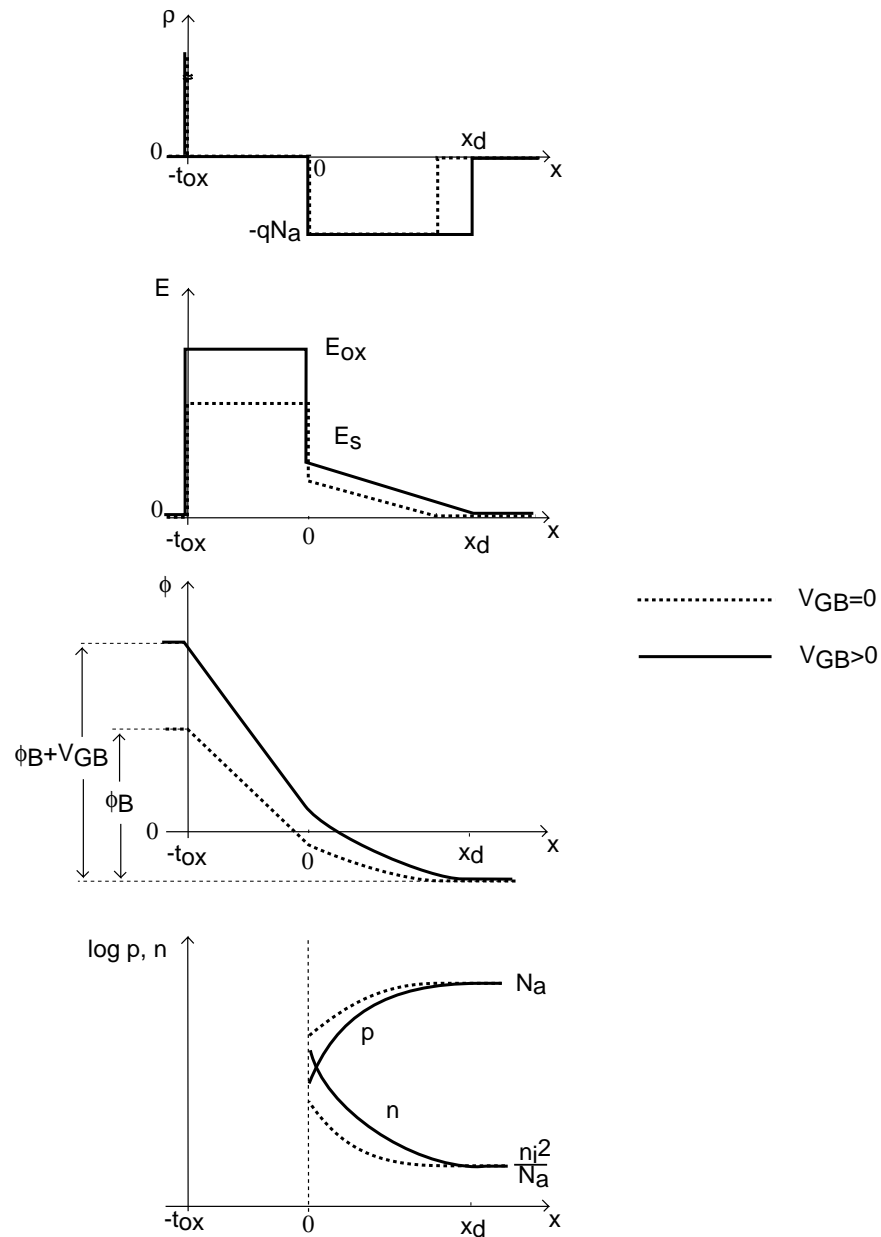 ρ
0
-tox
0
xd
x
-qNa
E
Eox
Es
0
-tox
0
xd
x
ϕ
VGB=0
VGB>0
ϕB+VGB
ϕB
0
-tox
0
xd
x
log p, n
Na
p
n
ni2
Na
-tox
0
xd
x